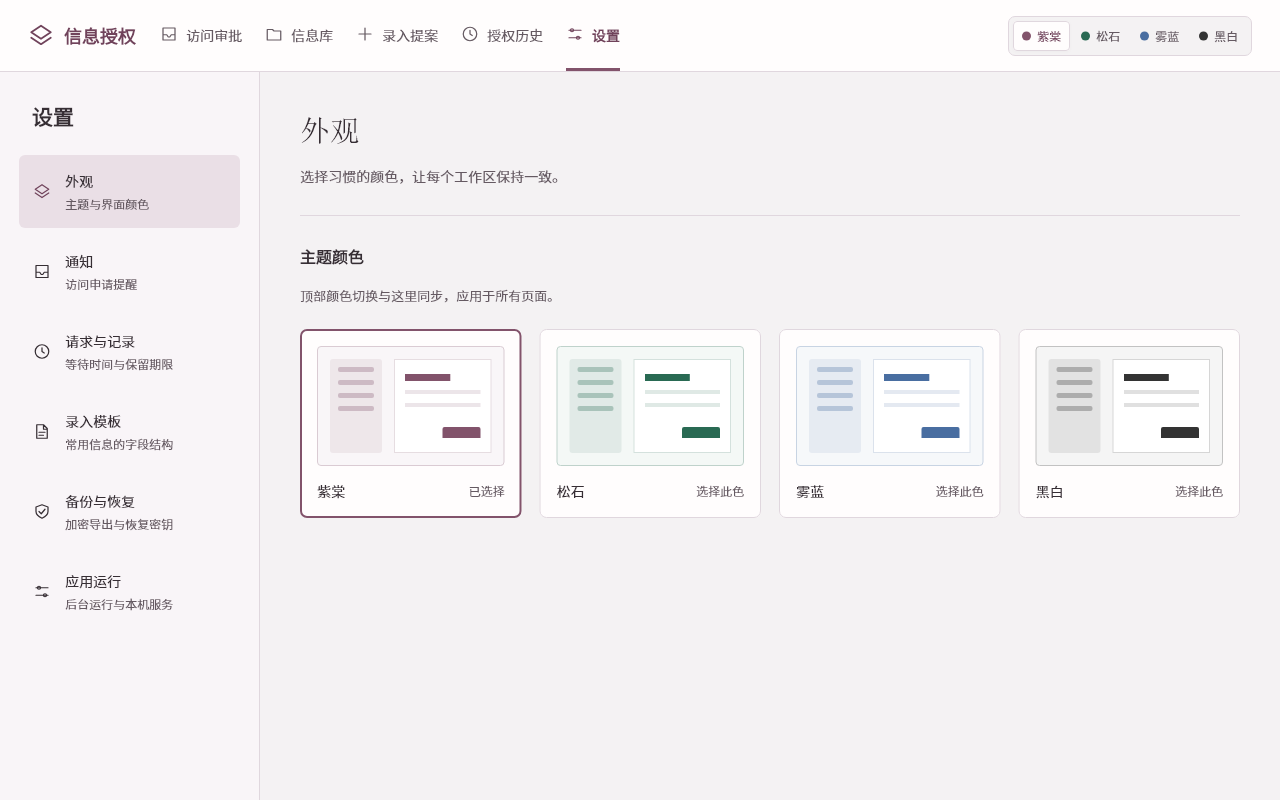 信息授权
访问审批
信息库
录入提案
授权历史
设置
紫棠
松石
雾蓝
黑白
设置
外观
主题与界面颜色
通知
访问申请提醒
请求与记录
等待时间与保留期限
录入模板
常用信息的字段结构
备份与恢复
加密导出与恢复密钥
应用运行
后台运行与本机服务
外观
选择习惯的颜色，让每个工作区保持一致。
主题颜色
顶部颜色切换与这里同步，应用于所有页面。
紫棠 已选择
松石 选择此色
雾蓝 选择此色
黑白 选择此色